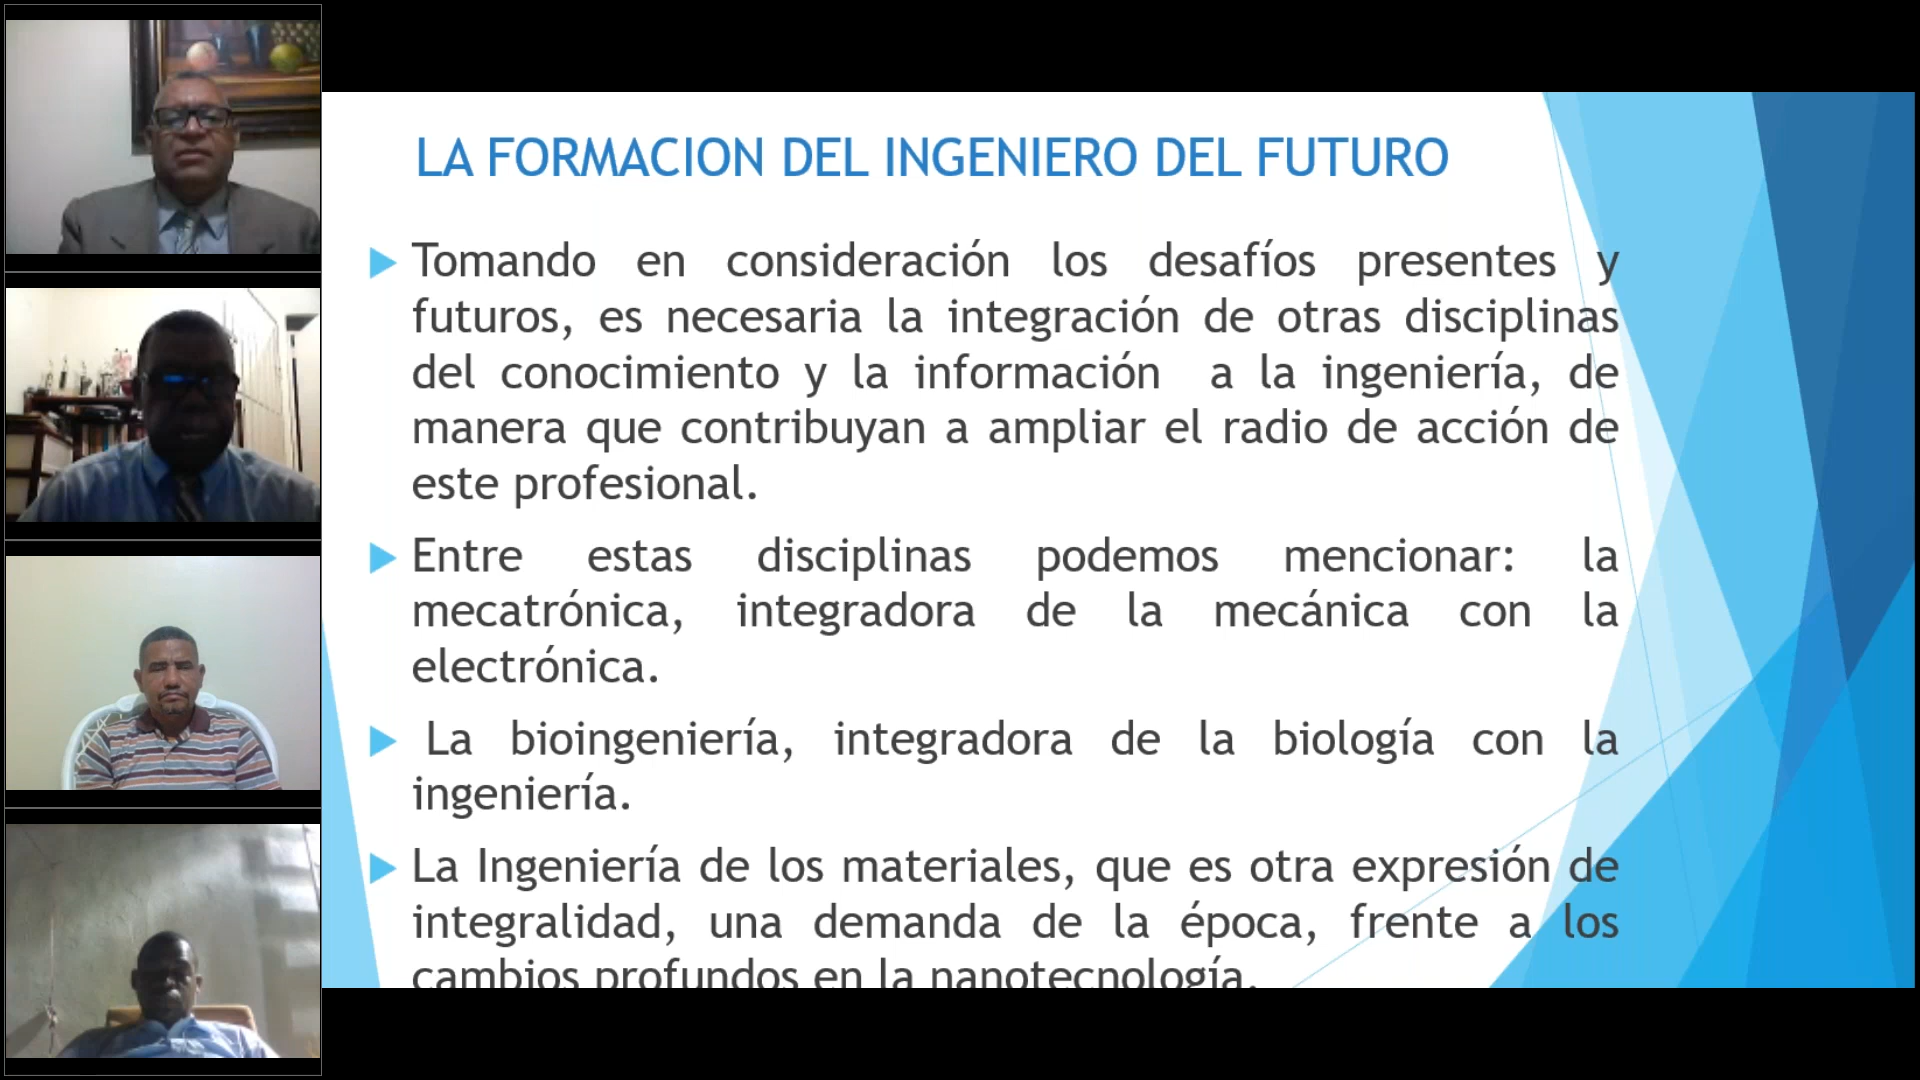 LA FORMACION DEL INGENIERO DEL FUTURO
Tomando en consideración los desafíos presentes y
futuros, es necesaria la integración de otras disciplinas
del conocimiento y la información a la ingeniería, de
manera que contribuyan a ampliar el radio de acción de
este profesional.
Entre estas disciplinas podemos mencionar: la
mecatrónica, integradora de la mecánica con la
electrónica.
La bioingeniería, integradora de la biología con la
ingeniería.
La Ingeniería de los materiales, que es otra expresión de
integralidad, una demanda de la época, frente a los
cambios profundos en la nanotecnología.